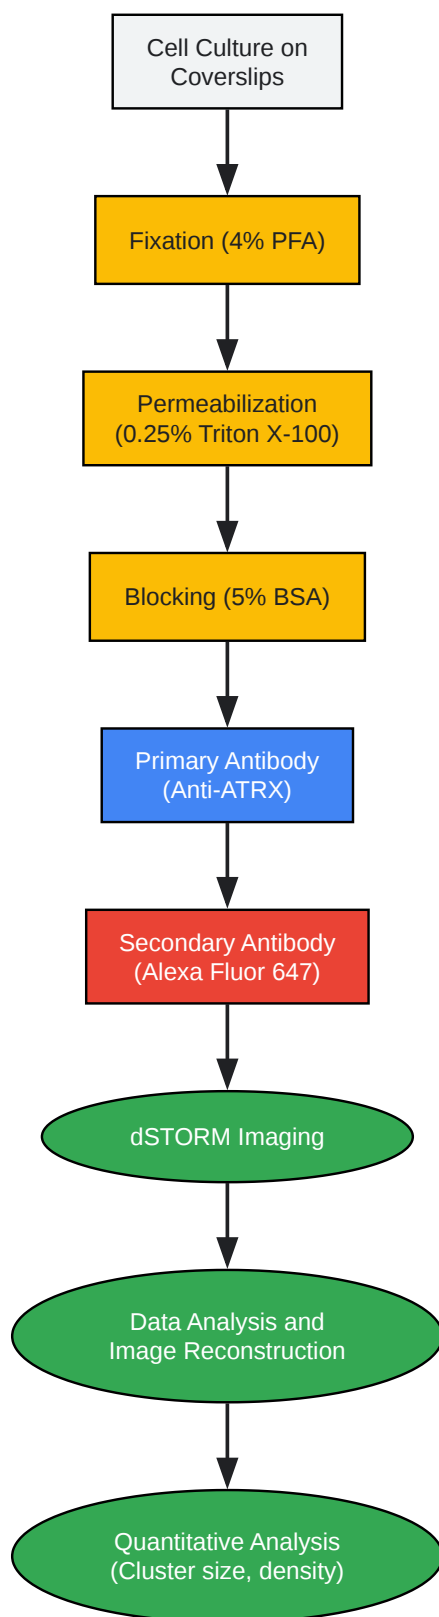 Cell Culture on
Coverslips
Fixation (4% PFA)
Permeabilization
(0.25% Triton X-100)
Blocking (5% BSA)
Primary Antibody
(Anti-ATRX)
Secondary Antibody
(Alexa Fluor 647)
dSTORM Imaging
Data Analysis and
Image Reconstruction
Quantitative Analysis
(Cluster size, density)